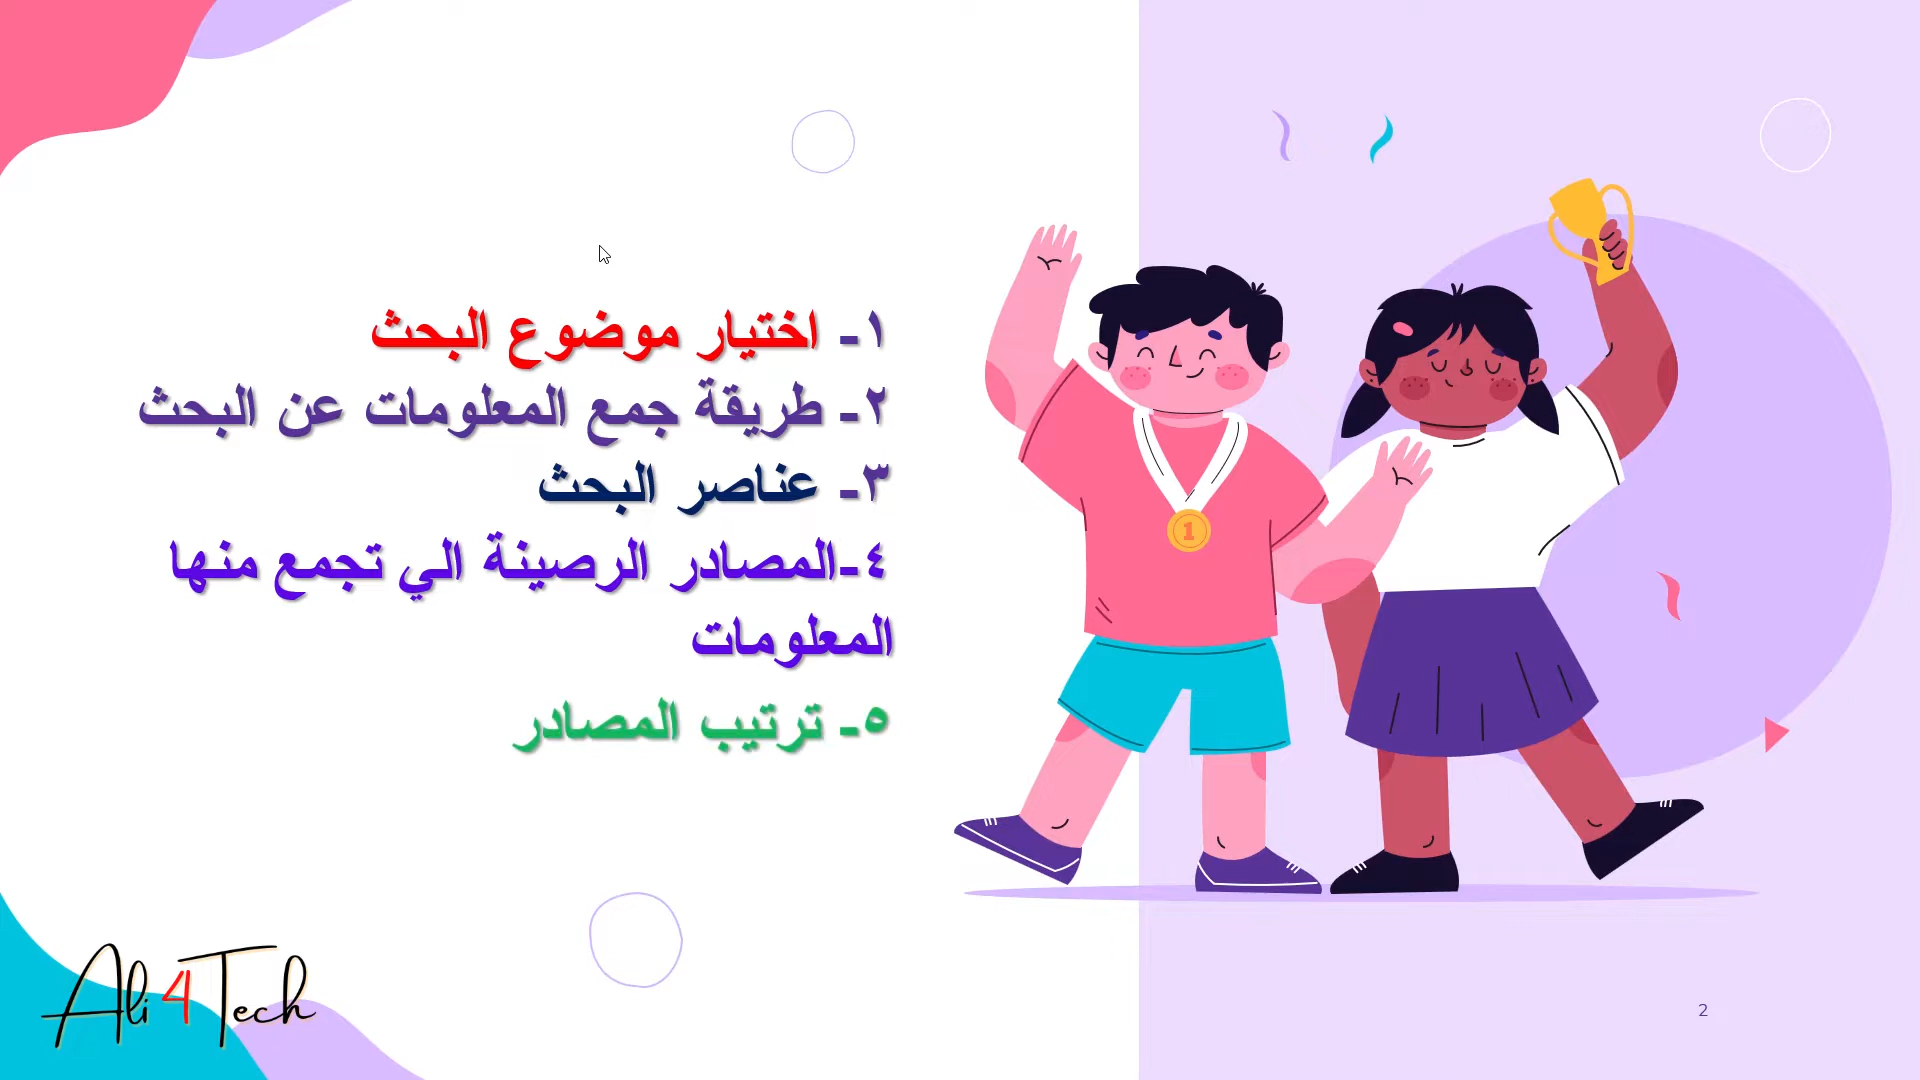 ١- اختيار موضوع البحث
٢- طريقة جمع المعلومات عن البحث
٣- عناصر البحث
٤-المصادر الرصينة الي تجمع منها
المعلومات
٥- ترتيب المصادر
1
Ali 4 Tech
2